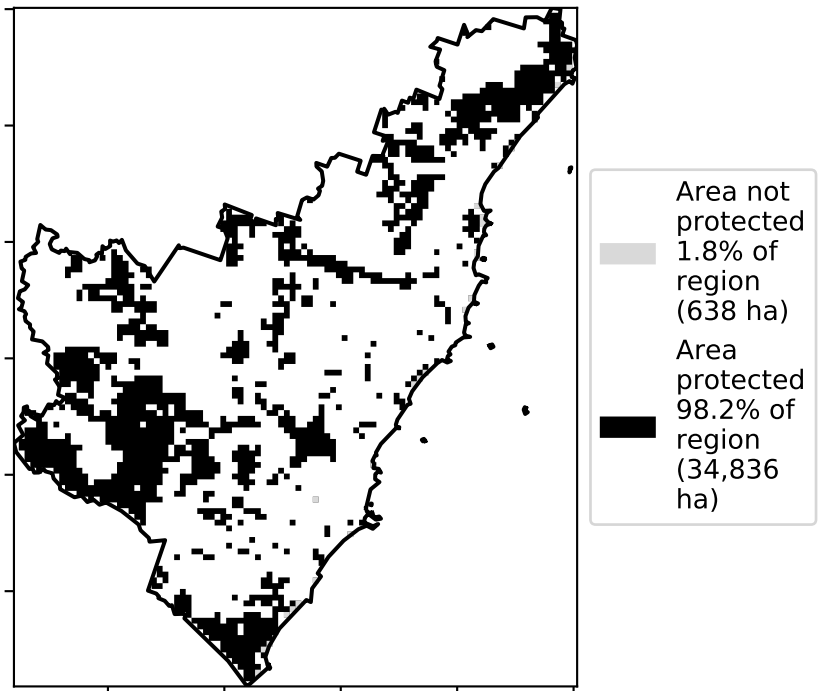 Area not
protected
1.8% of
region
(638 ha)
Area
protected
98.2% of
region
(34,836
ha)